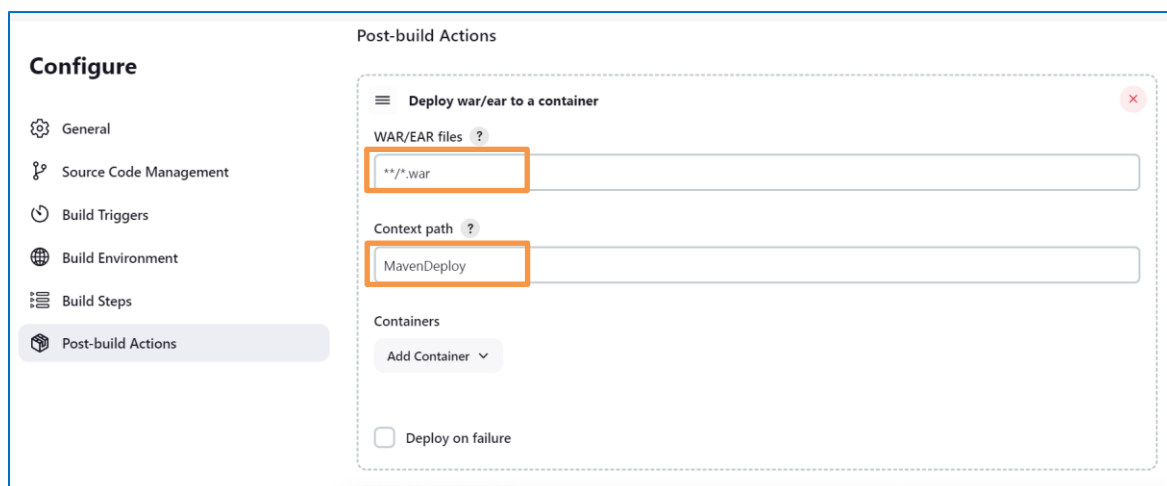 Configure
General
Source Code Management
Build Triggers
Build Environment
Build Steps
Post-build Actions
Post-build Actions
Deploy war/ear to a container
WAR/EAR files ?
**/*.war
Context path ?
MavenDeploy
Containers
Add Container
Deploy on failure